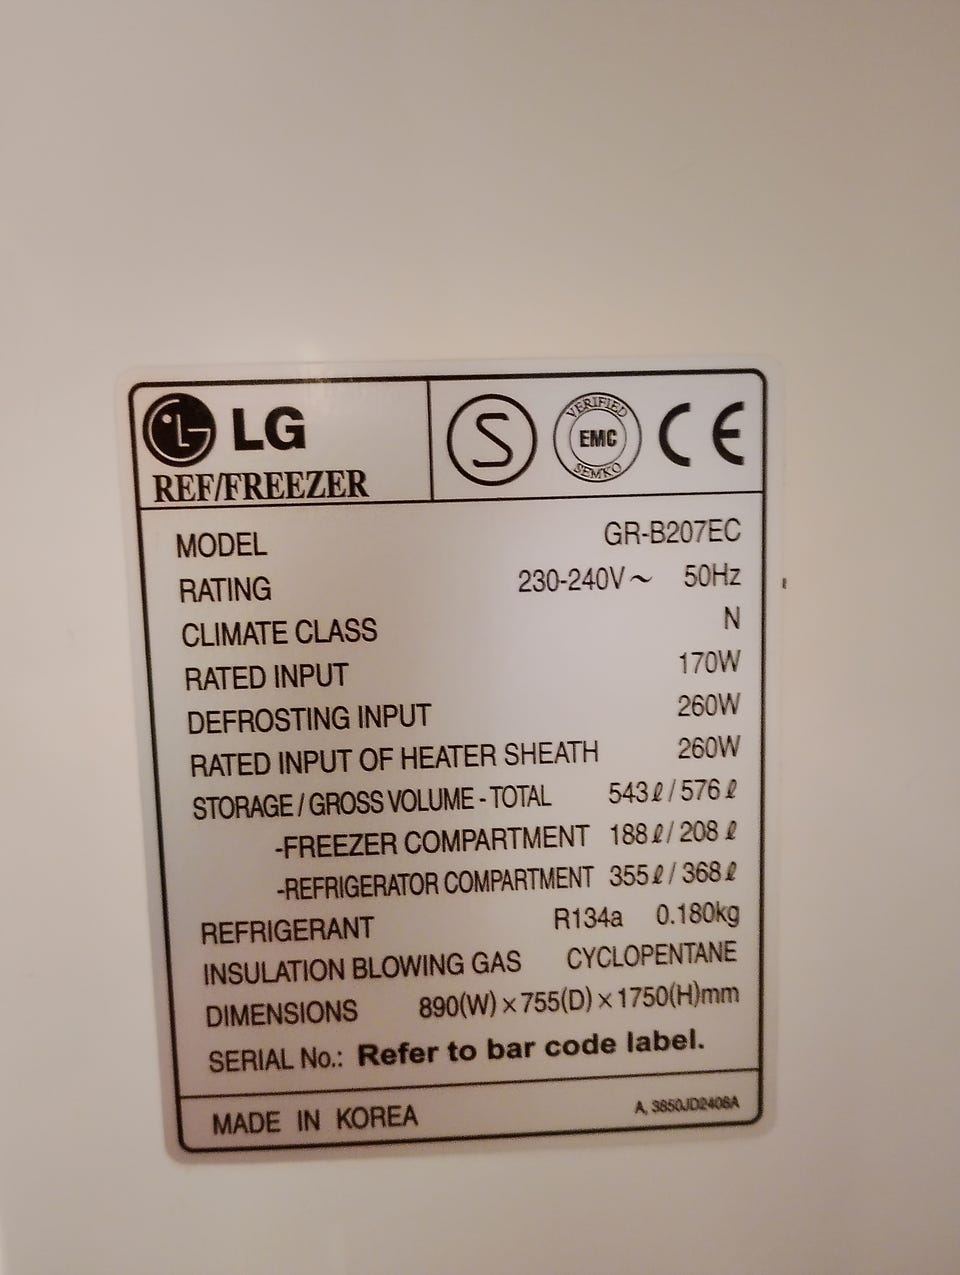 LG
REF/FREEZER
S
VERIFIED
EMC
SEMKO
CE
MODEL GR-B207EC
RATING 230-240V~ 50Hz
CLIMATE CLASS N
RATED INPUT 170W
DEFROSTING INPUT 260W
RATED INPUT OF HEATER SHEATH 260W
STORAGE / GROSS VOLUME - TOTAL 543ℓ / 576ℓ
-FREEZER COMPARTMENT 188ℓ / 208ℓ
-REFRIGERATOR COMPARTMENT 355ℓ / 368ℓ
REFRIGERANT R134a 0.180kg
INSULATION BLOWING GAS CYCLOPENTANE
DIMENSIONS 890(W)×755(D)×1750(H)mm
SERIAL No.: Refer to bar code label.
MADE IN KOREA A, 3850JD2408A